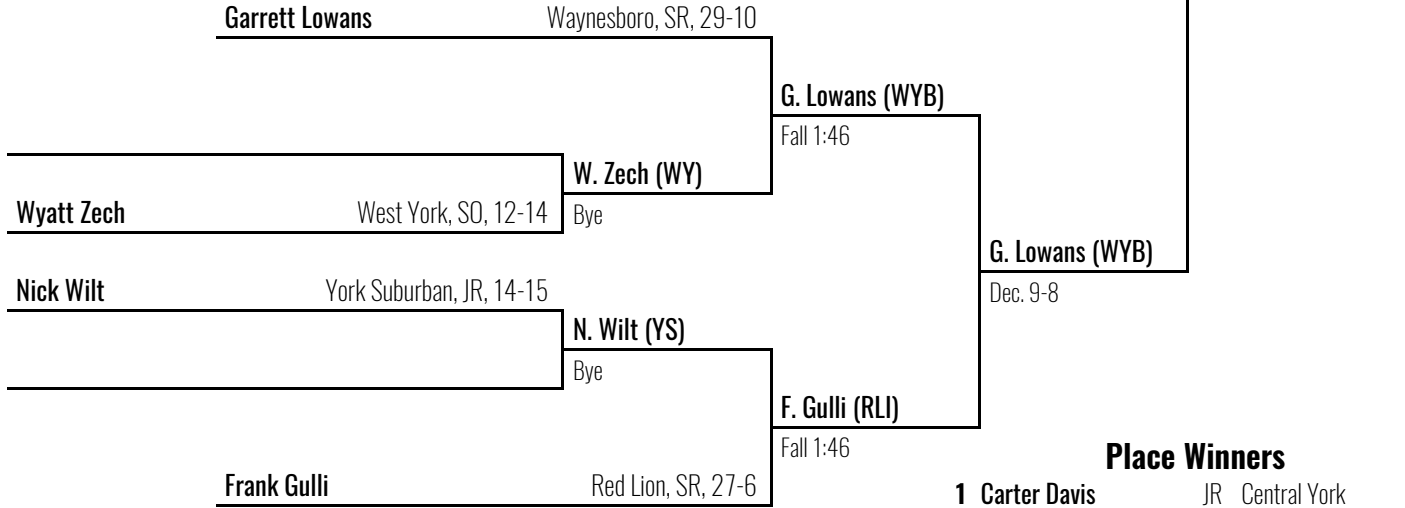 Garrett Lowans Waynesboro, SR, 29-10
G. Lowans (WYB)
Fall 1:46
W. Zech (WY)
Wyatt Zech West York, SO, 12-14
Bye
G. Lowans (WYB)
Nick Wilt York Suburban, JR, 14-15
Dec. 9-8
N. Wilt (YS)
Bye
F. Gulli (RLI)
Fall 1:46
Place Winners
Frank Gulli Red Lion, SR, 27-6
1 Carter Davis JR Central York